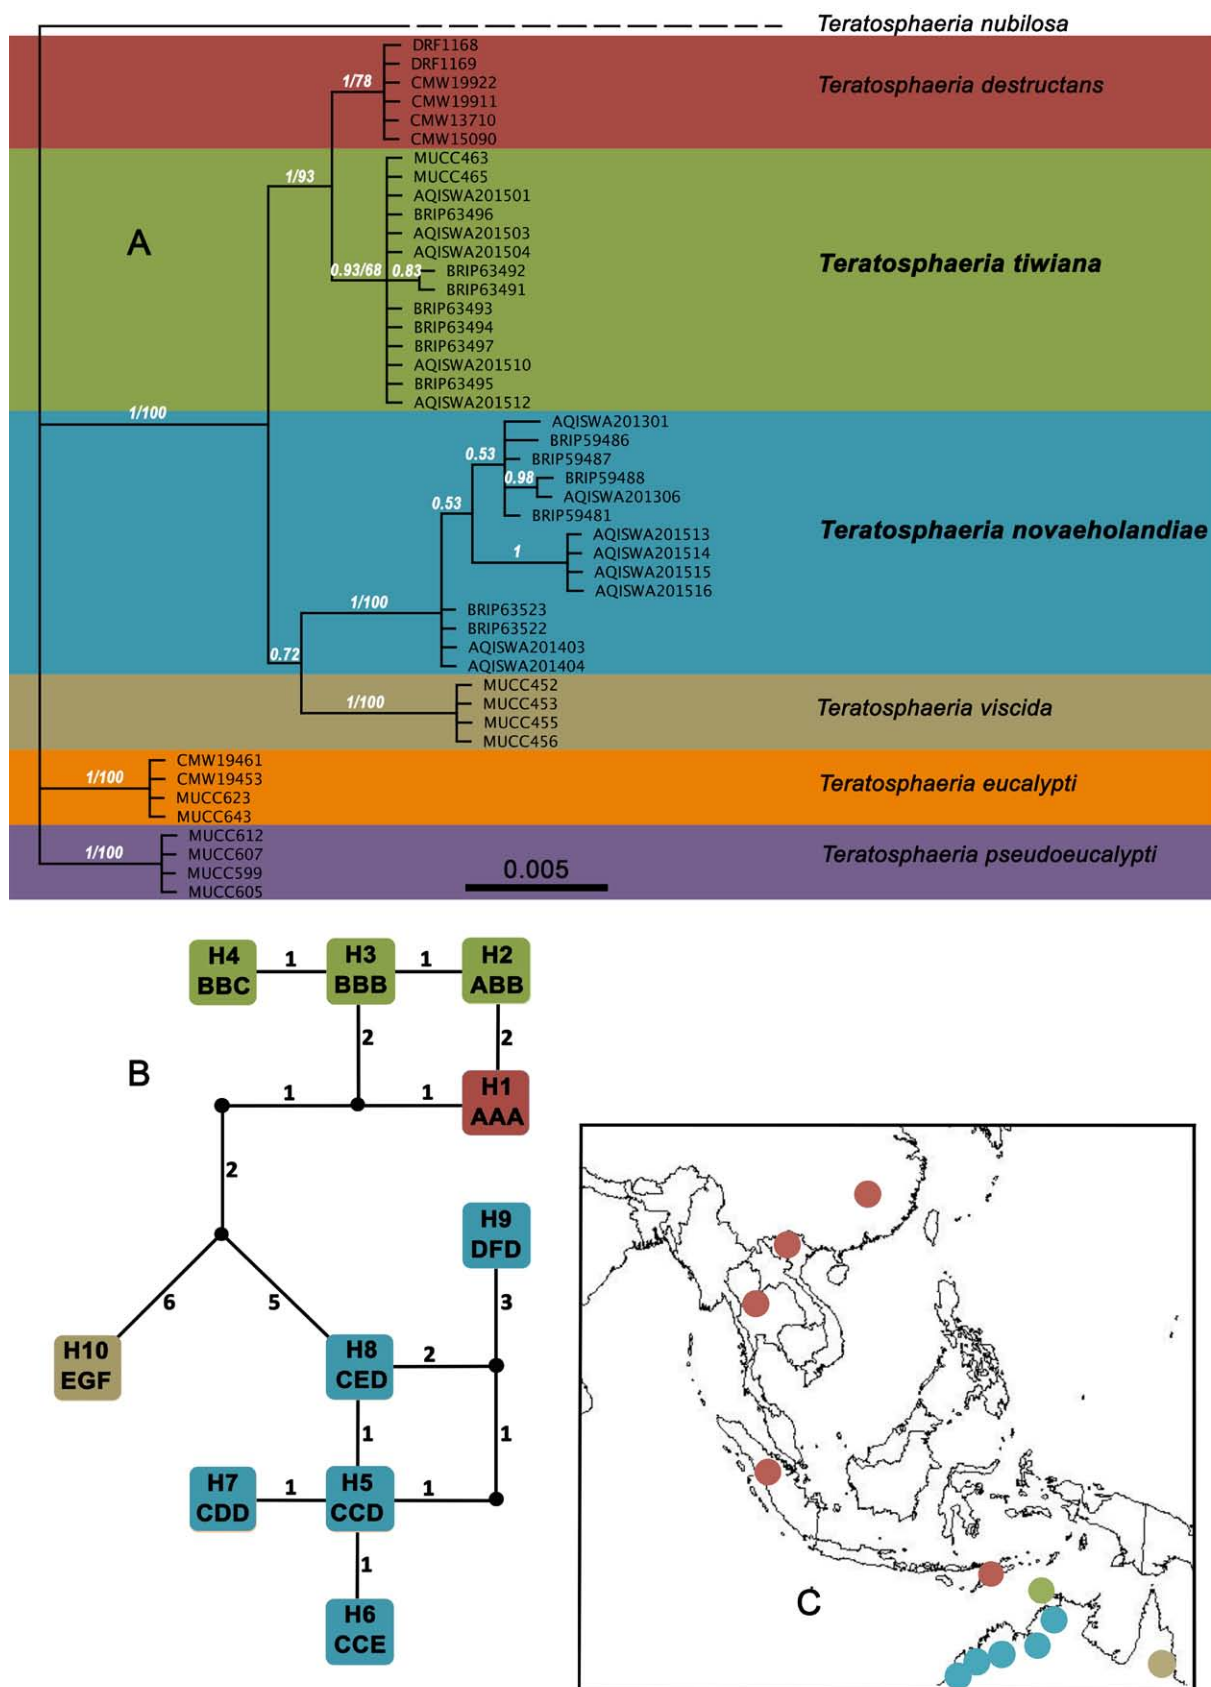 Teratosphaeria nubilosa
DRF1168
DRF1169
1/78
CMW19922
Teratosphaeria destructans
CMW19911
CMW13710
CMW15090
MUCC463
MUCC465
1/93
AQISWA201501
BRIP63496
A
AQISWA201503
AQISWA201504
Teratosphaeria tiwiana
0.93/68
0.83
BRIP63492
BRIP63491
BRIP63493
BRIP63494
BRIP63497
AQISWA201510
BRIP63495
AQISWA201512
1/100
AQISWA201301
BRIP59486
0.53
BRIP59487
0.98
BRIP59488
AQISWA201306
0.53
BRIP59481
Teratosphaeria novaeholandiae
AQISWA201513
1
AQISWA201514
AQISWA201515
AQISWA201516
1/100
BRIP63523
BRIP63522
AQISWA201403
0.72
AQISWA201404
MUCC452
1/100
MUCC453
Teratosphaeria viscida
MUCC455
MUCC456
CMW19461
1/100
CMW19453
Teratosphaeria eucalypti
MUCC623
MUCC643
MUCC612
1/100
MUCC607
Teratosphaeria pseudoeucalypti
MUCC599
MUCC605
0.005
H4
BBC
1
H3
BBB
1
H2
ABB
2
2
B
1
1
H1
AAA
2
H9
DFD
6
5
3
H10
EGF
H8
CED
2
1
1
H7
CDD
1
H5
CCD
1
1
H6
CCE
C